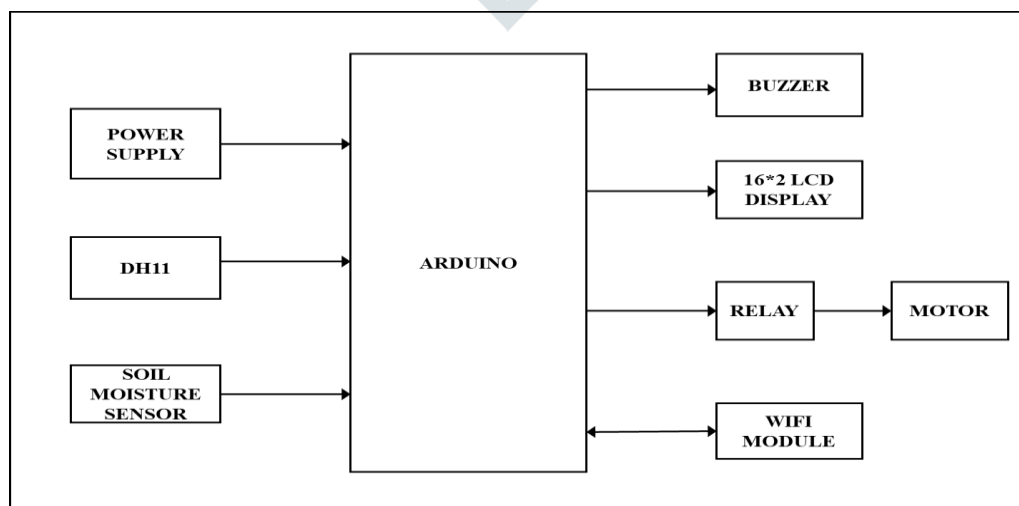 POWER
SUPPLY
DH11
SOIL
MOISTURE
SENSOR
ARDUINO
BUZZER
16*2 LCD
DISPLAY
RELAY
MOTOR
WIFI
MODULE